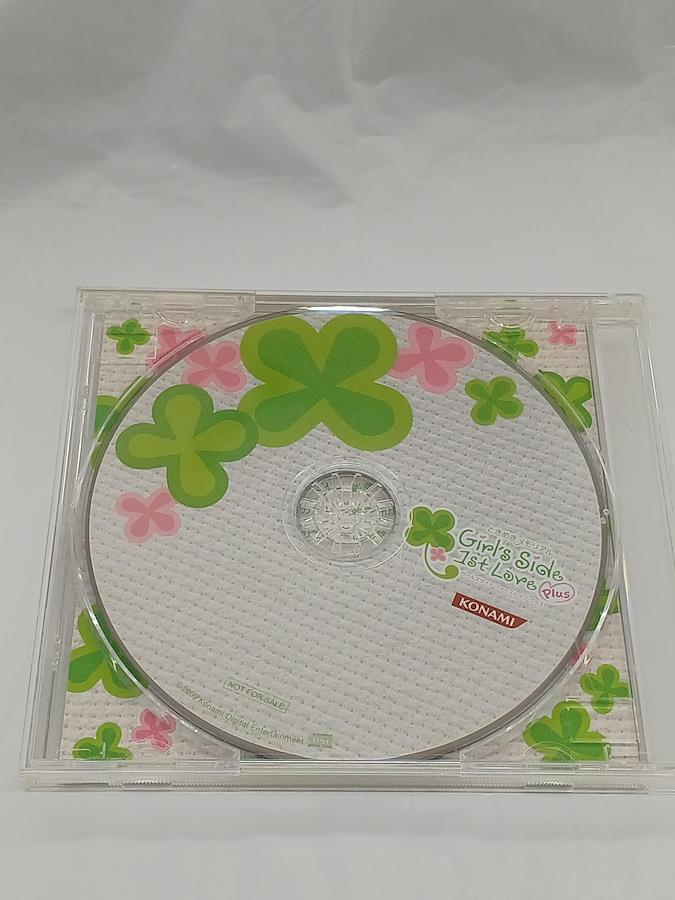 ときめきメモリアル
Girl's Side
1st Love
Plus
KONAMI
NOT FOR SALE
©2009 Konami Digital Entertainment